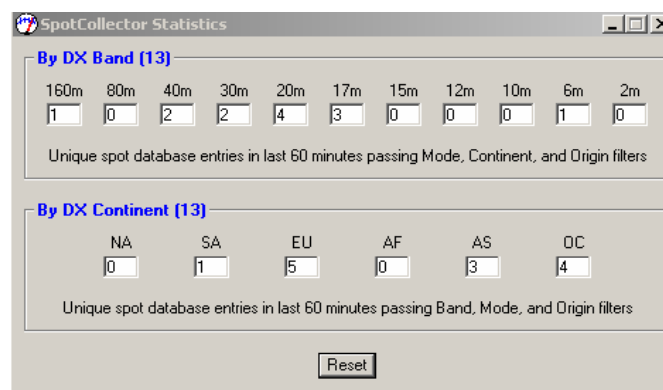 SpotCollector Statistics
By DX Band (13)
160m 80m 40m 30m 20m 17m 15m 12m 10m 6m 2m
1 0 2 2 4 3 0 0 0 1 0
Unique spot database entries in last 60 minutes passing Mode, Continent, and Origin filters
By DX Continent (13)
NA SA EU AF AS OC
0 1 5 0 3 4
Unique spot database entries in last 60 minutes passing Band, Mode, and Origin filters
Reset